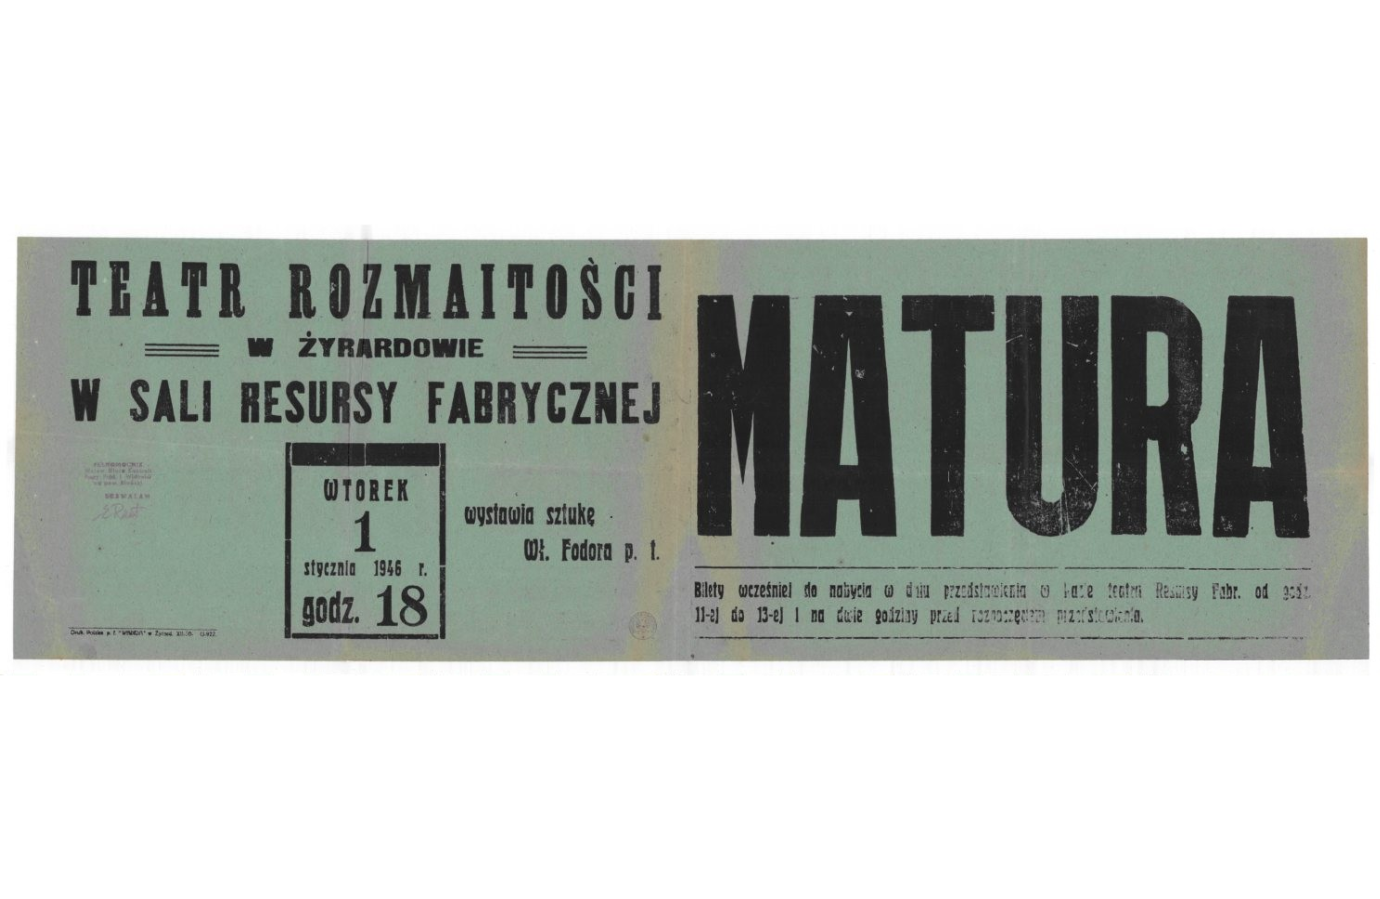 TEATR ROZMAITOŚCI
W ŻYRARDOWIE
W SALI RESURSY FABRYCZNEJ
WTOREK
1
stycznia 1946 r.
godz. 18
wystawia sztukę
Wł. Fodora p. t.
MATURA
Bilety wcześniej do nabycia w dniu przedstawienia w kasie teatru Resursy Fabr. od godz.
11-ej do 13-ej i na dwie godziny przed rozpoczęciem przedstawienia.